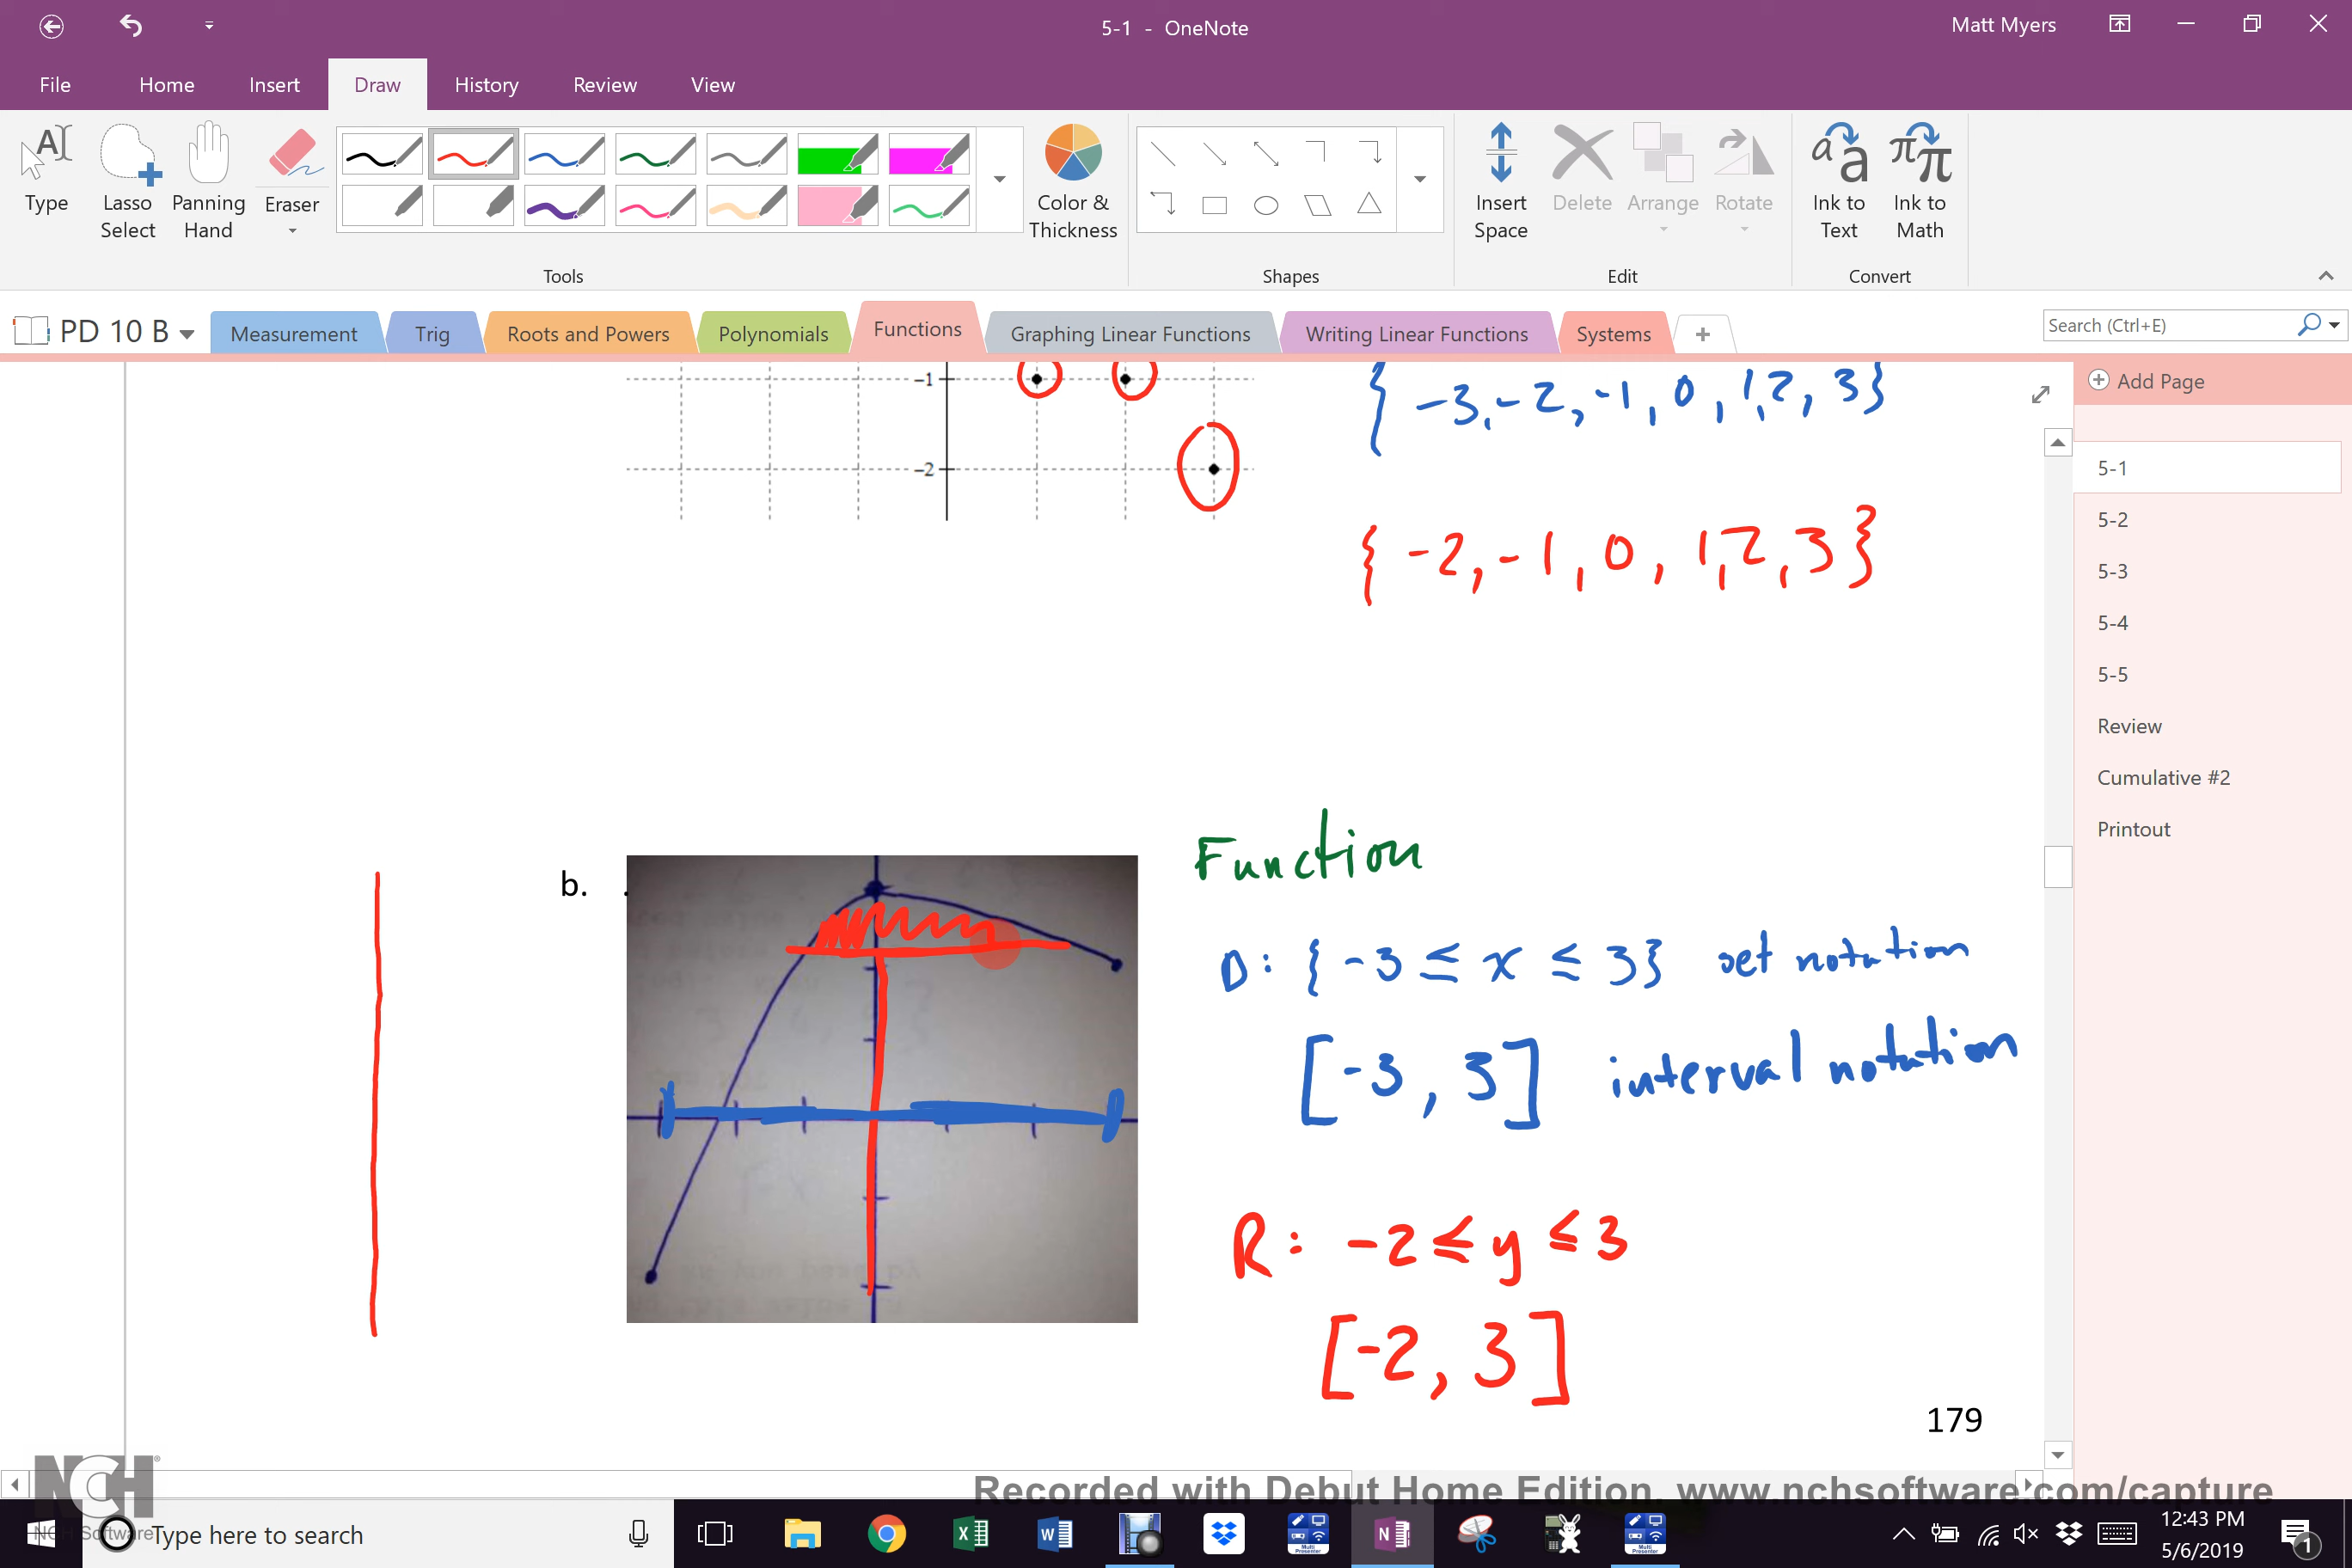 5-1 - OneNote
Matt Myers
File Home Insert Draw History Review View
Type
Lasso Select
Panning Hand
Eraser
Color & Thickness
Insert Space
Delete
Arrange
Rotate
Ink to Text
Ink to Math
Tools
Shapes
Edit
Convert
PD 10 B
Measurement Trig Roots and Powers Polynomials Functions Graphing Linear Functions Writing Linear Functions Systems
Search (Ctrl+E)
Add Page
5-1
5-2
5-3
5-4
5-5
Review
Cumulative #2
Printout
-1
-2
{ -3, -2, -1, 0, 1, 2, 3}
{ -2, -1, 0, 1, 2, 3}
b. .
Function
D: { -3 ≤ x ≤ 3} set notation
[-3, 3] interval notation
R: -2 ≤ y ≤ 3
[-2, 3]
179
NCH
NCH Software
Recorded with Debut Home Edition. www.nchsoftware.com/capture
Type here to search
12:43 PM
5/6/2019
1